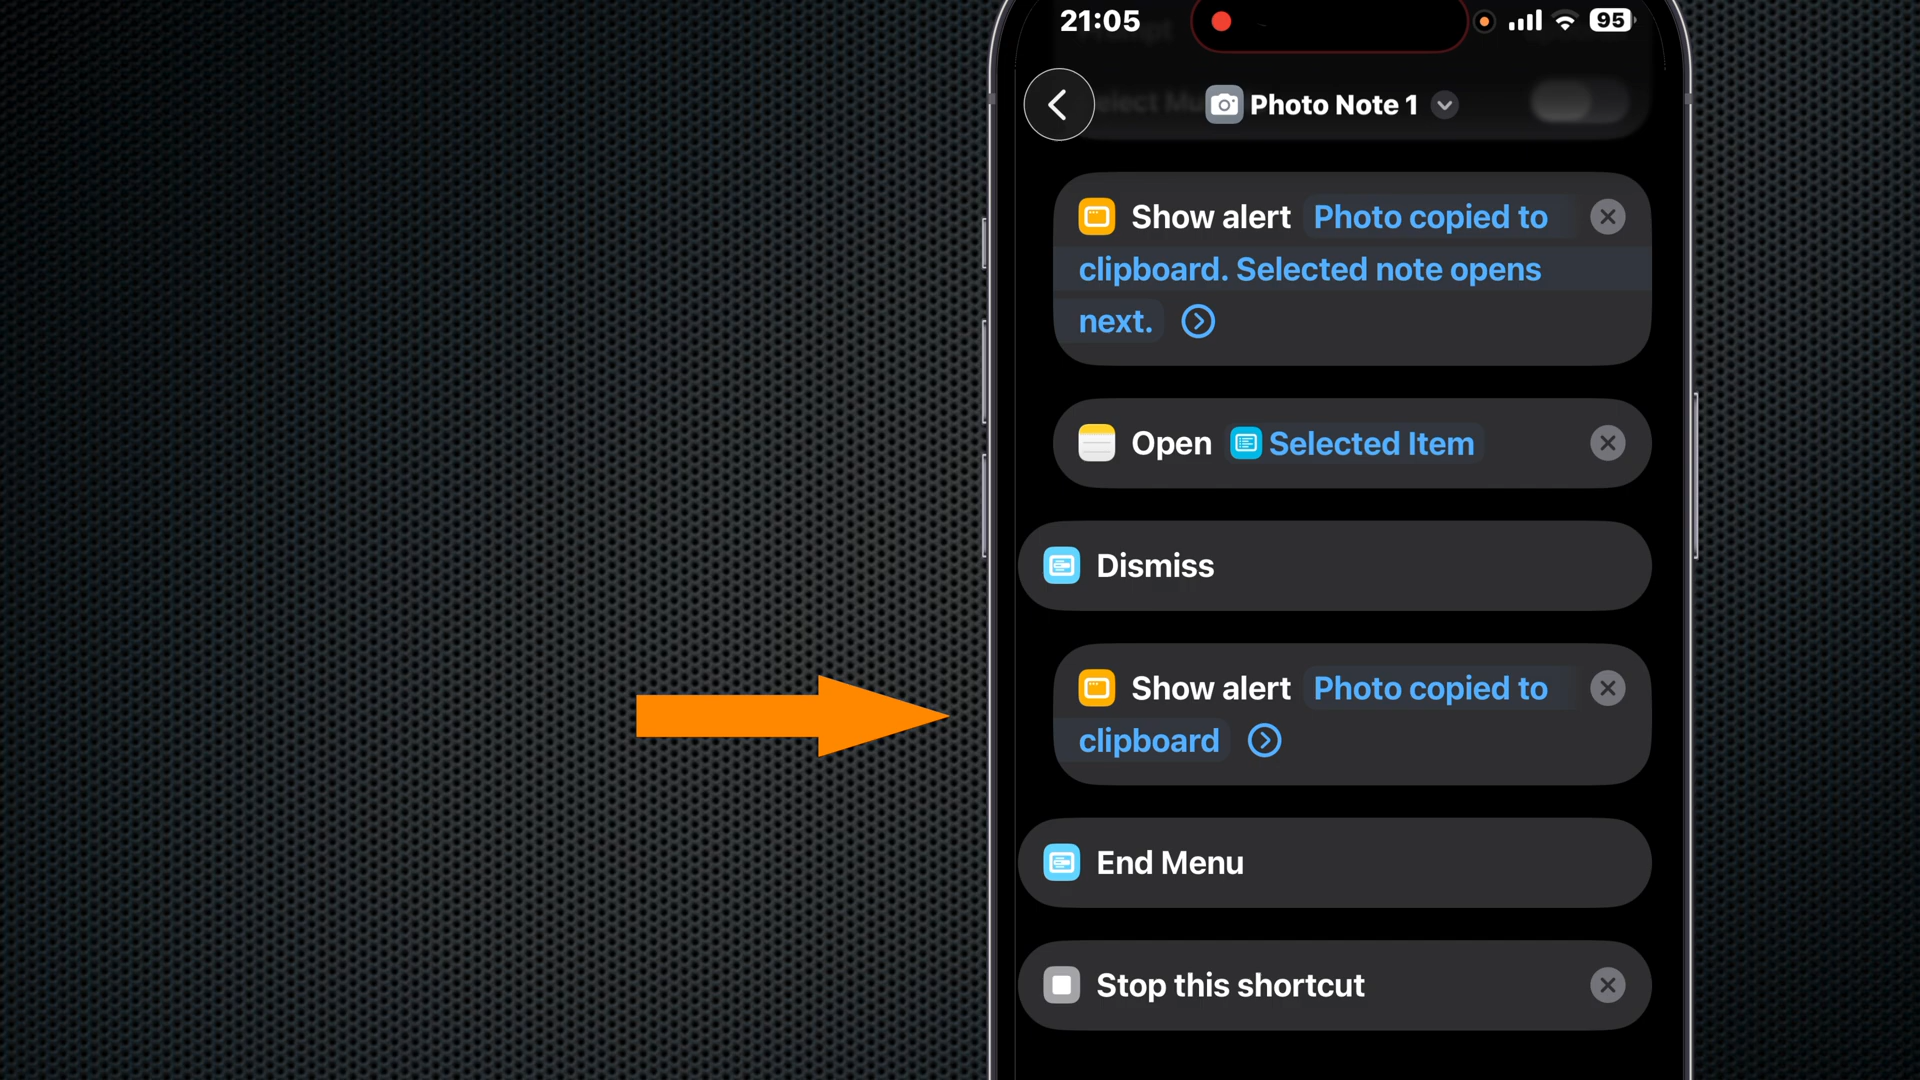 21:05
95
Photo Note 1
Show alert Photo copied to
clipboard. Selected note opens
next.
Open Selected Item
Dismiss
Show alert Photo copied to
clipboard
End Menu
Stop this shortcut